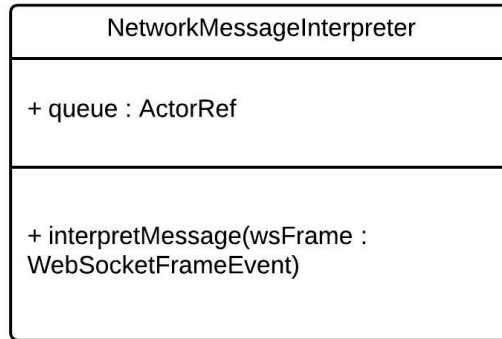 NetworkMessageInterpreter
+ queue : ActorRef
+ interpretMessage(wsFrame :
WebSocketFrameEvent)